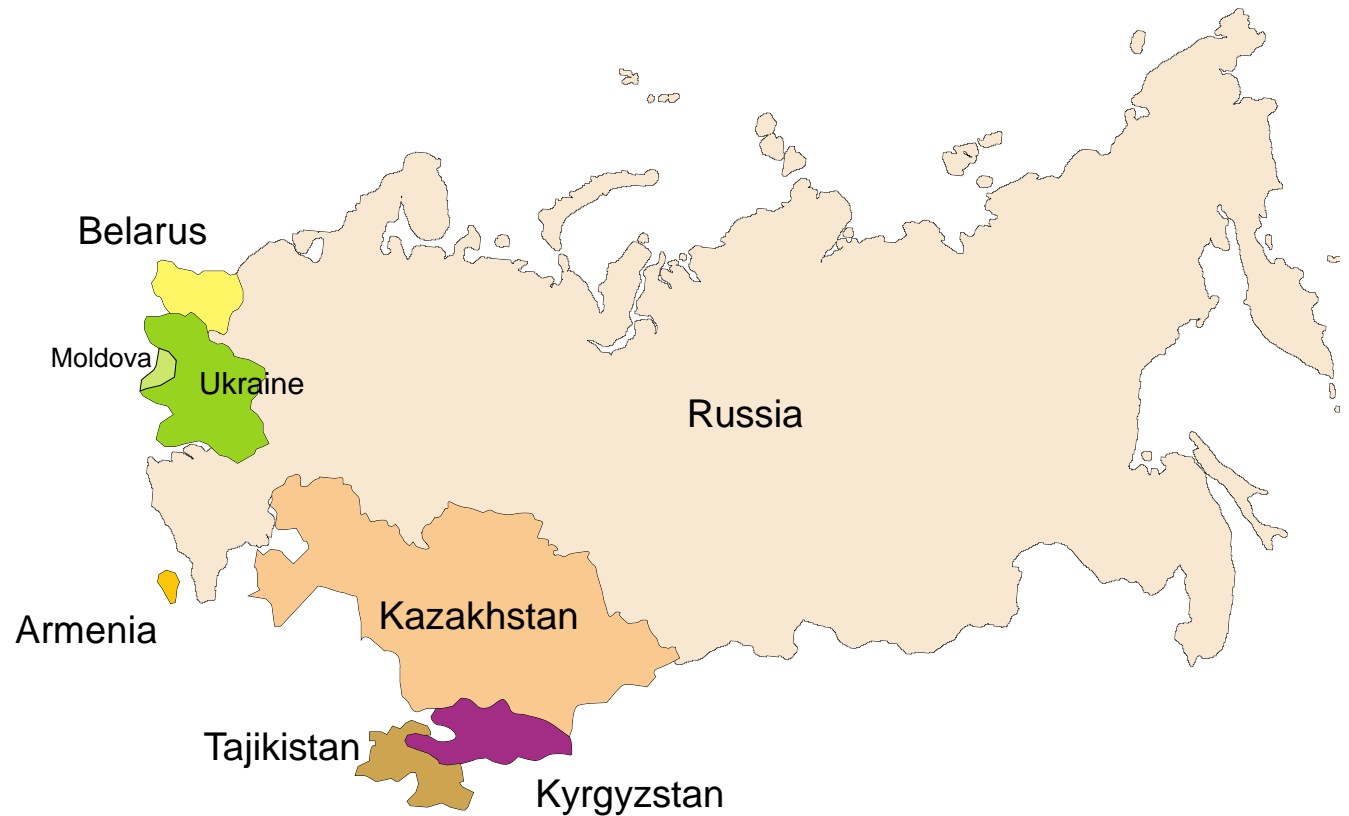 Belarus
Moldova
Ukraine
Russia
Kazakhstan
Armenia
Tajikistan
Kyrgyzstan